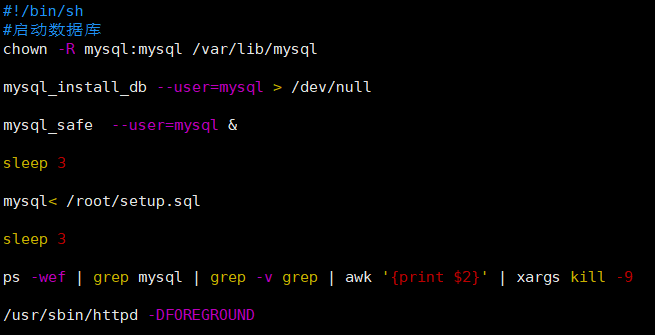 #!/bin/sh
#启动数据库
chown -R mysql:mysql /var/lib/mysql
mysql_install_db --user=mysql > /dev/null
mysql_safe  --user=mysql &
sleep 3
mysql< /root/setup.sql
sleep 3
ps -wef | grep mysql | grep -v grep | awk '{print $2}' | xargs kill -9
/usr/sbin/httpd -DFOREGROUND